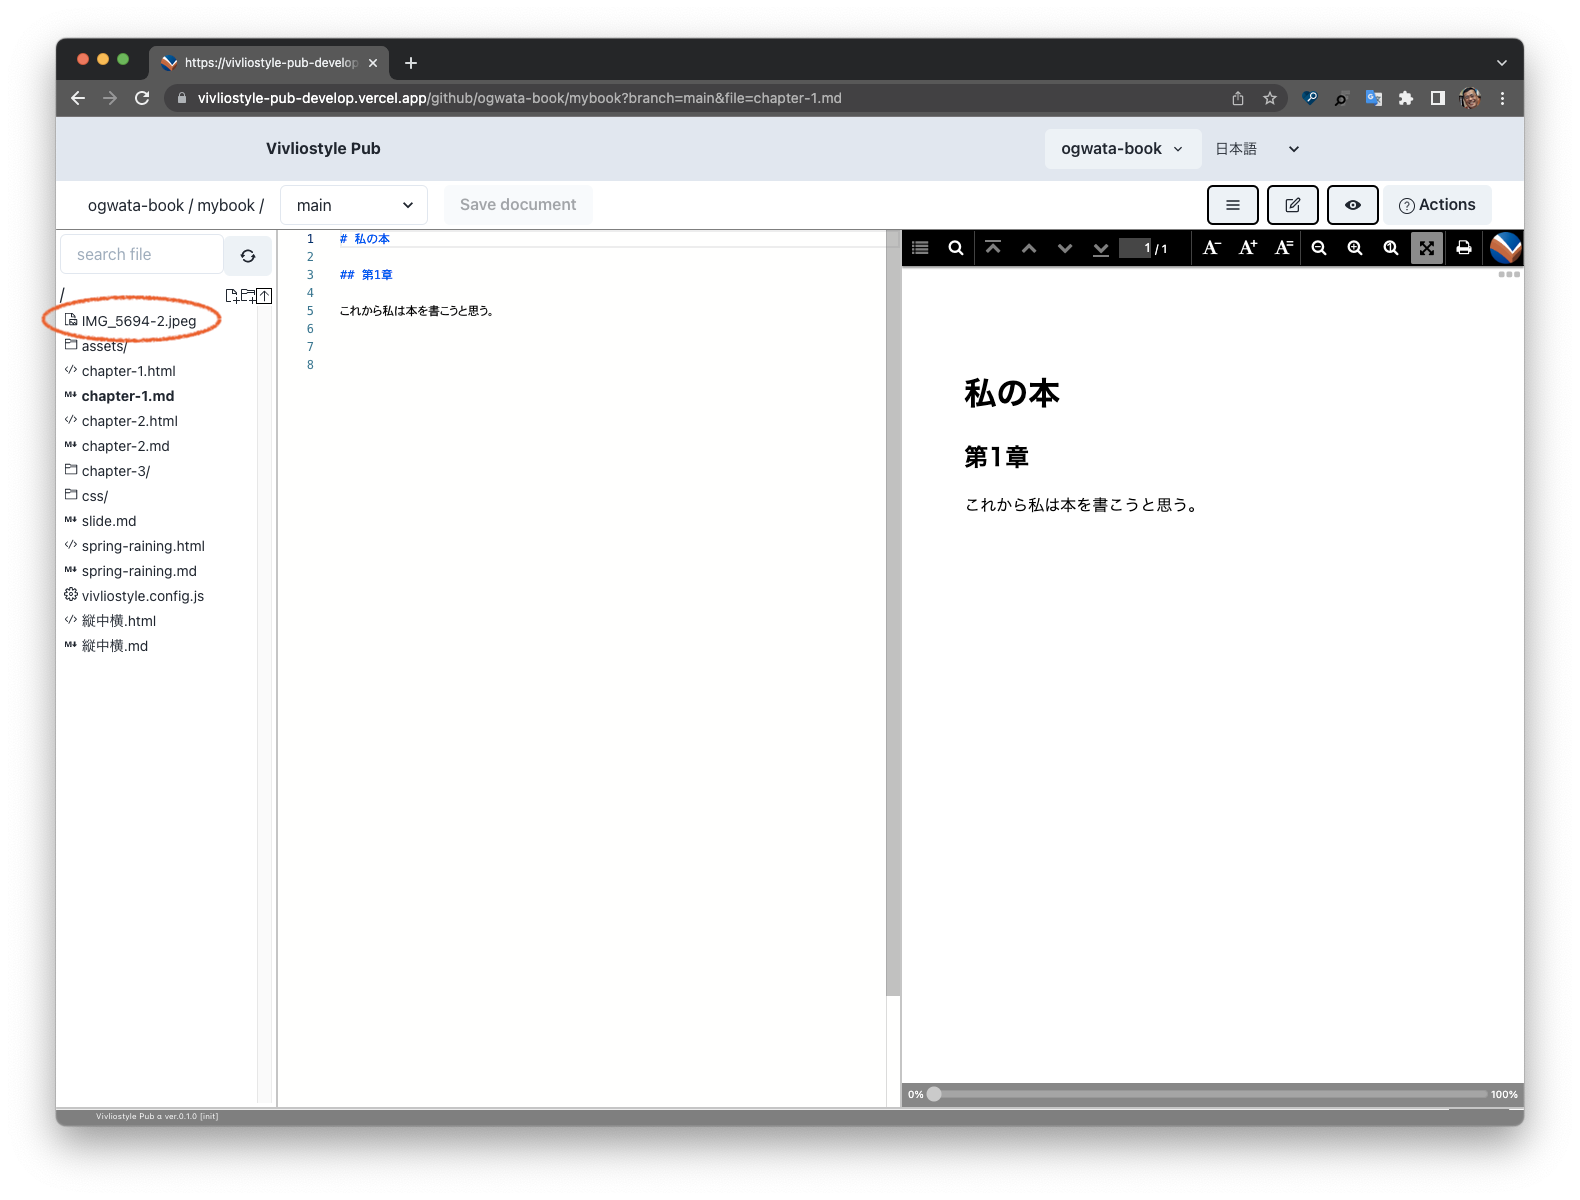 https://vivliostyle-pub-develop
vivliostyle-pub-develop.vercel.app/github/ogwata-book/mybook?branch=main&file=chapter-1.md
Vivliostyle Pub
ogwata-book
日本語
ogwata-book / mybook /
main
Save document
Actions
search file
/
IMG_5694-2.jpeg
assets/
chapter-1.html
chapter-1.md
chapter-2.html
chapter-2.md
chapter-3/
css/
slide.md
spring-raining.html
spring-raining.md
vivliostyle.config.js
縦中横.html
縦中横.md
1 # 私の本
2
3 ## 第1章
4
5 これから私は本を書こうと思う。
6
7
8
1 / 1
私の本
第1章
これから私は本を書こうと思う。
0%
100%
Vivliostyle Pub α ver.0.1.0 [init]